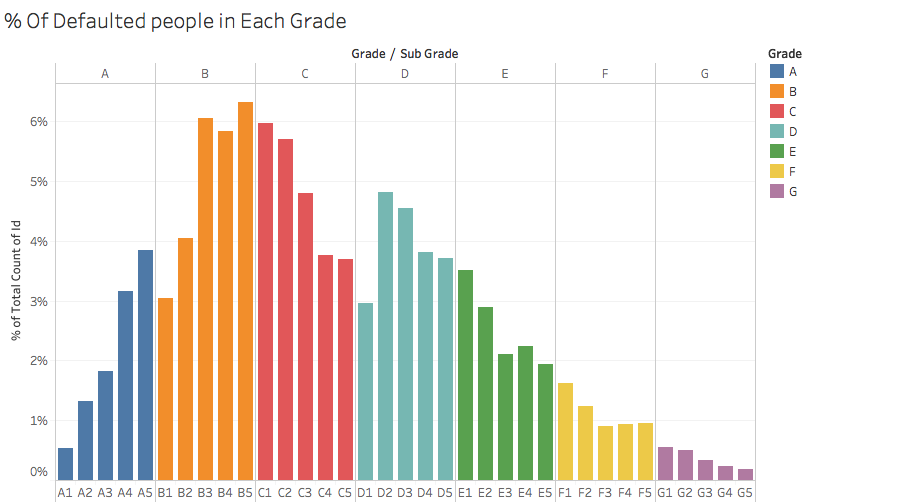 % Of Defaulted people in Each Grade
Grade / Sub Grade
Grade
A B C D E F G
A
B
C
D
E
F
G
% of Total Count of Id
6%
5%
4%
3%
2%
1%
0%
A1 A2 A3 A4 A5 B1 B2 B3 B4 B5 C1 C2 C3 C4 C5 D1 D2 D3 D4 D5 E1 E2 E3 E4 E5 F1 F2 F3 F4 F5 G1 G2 G3 G4 G5